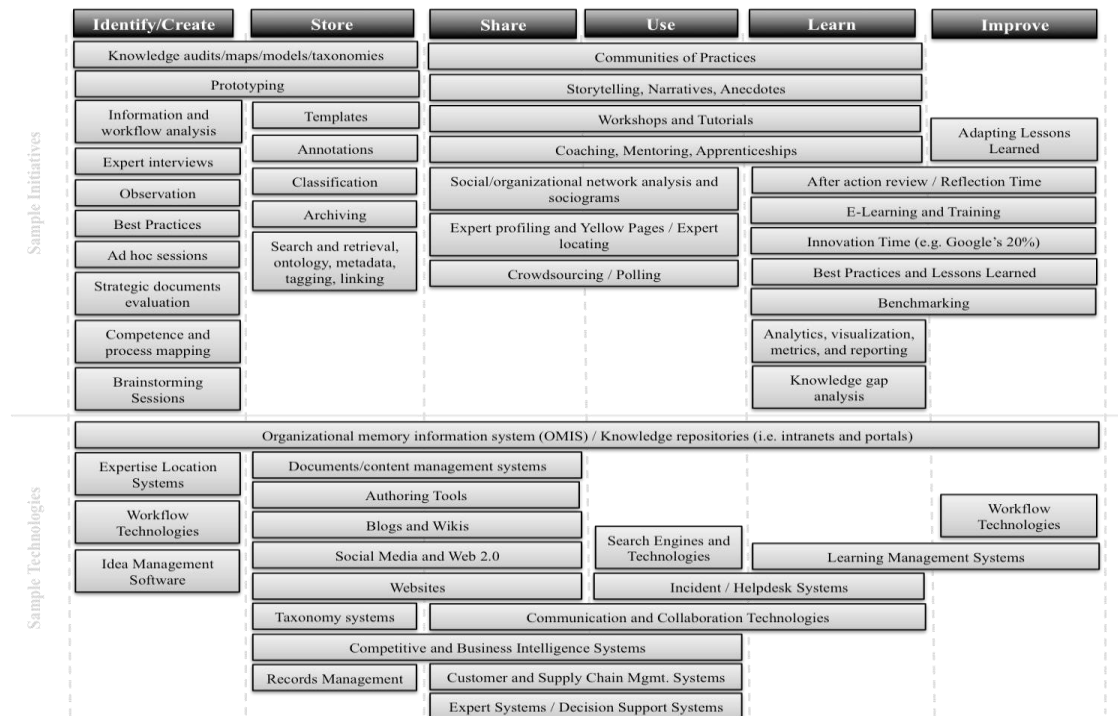 Identify/Create
Store
Share
Use
Learn
Improve
Sample Initiatives
Knowledge audits/maps/models/taxonomies
Prototyping
Information and
workflow analysis
Expert interviews
Observation
Best Practices
Ad hoc sessions
Strategic documents
evaluation
Competence and
process mapping
Brainstorming
Sessions
Templates
Annotations
Classification
Archiving
Search and retrieval,
ontology, metadata,
tagging, linking
Communities of Practices
Storytelling, Narratives, Anecdotes
Workshops and Tutorials
Coaching, Mentoring, Apprenticeships
Social/organizational network analysis and
sociograms
Expert profiling and Yellow Pages / Expert
locating
Crowdsourcing / Polling
Adapting Lessons
Learned
After action review / Reflection Time
E-Learning and Training
Innovation Time (e.g. Google's 20%)
Best Practices and Lessons Learned
Benchmarking
Analytics, visualization,
metrics, and reporting
Knowledge gap
analysis
Sample Technologies
Organizational memory information system (OMIS) / Knowledge repositories (i.e. intranets and portals)
Expertise Location
Systems
Workflow
Technologies
Idea Management
Software
Documents/content management systems
Authoring Tools
Blogs and Wikis
Social Media and Web 2.0
Websites
Taxonomy systems
Search Engines and
Technologies
Workflow
Technologies
Learning Management Systems
Incident / Helpdesk Systems
Communication and Collaboration Technologies
Competitive and Business Intelligence Systems
Records Management
Customer and Supply Chain Mgmt. Systems
Expert Systems / Decision Support Systems